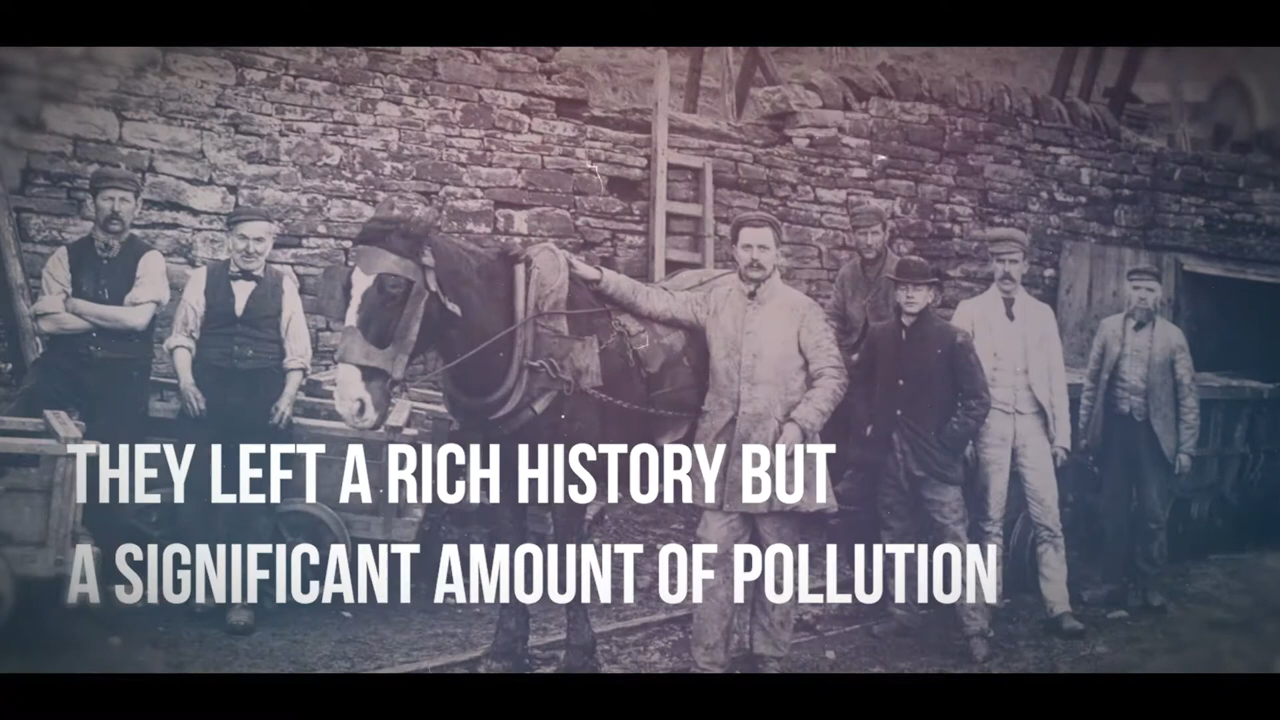 THEY LEFT A RICH HISTORY BUT
A SIGNIFICANT AMOUNT OF POLLUTION